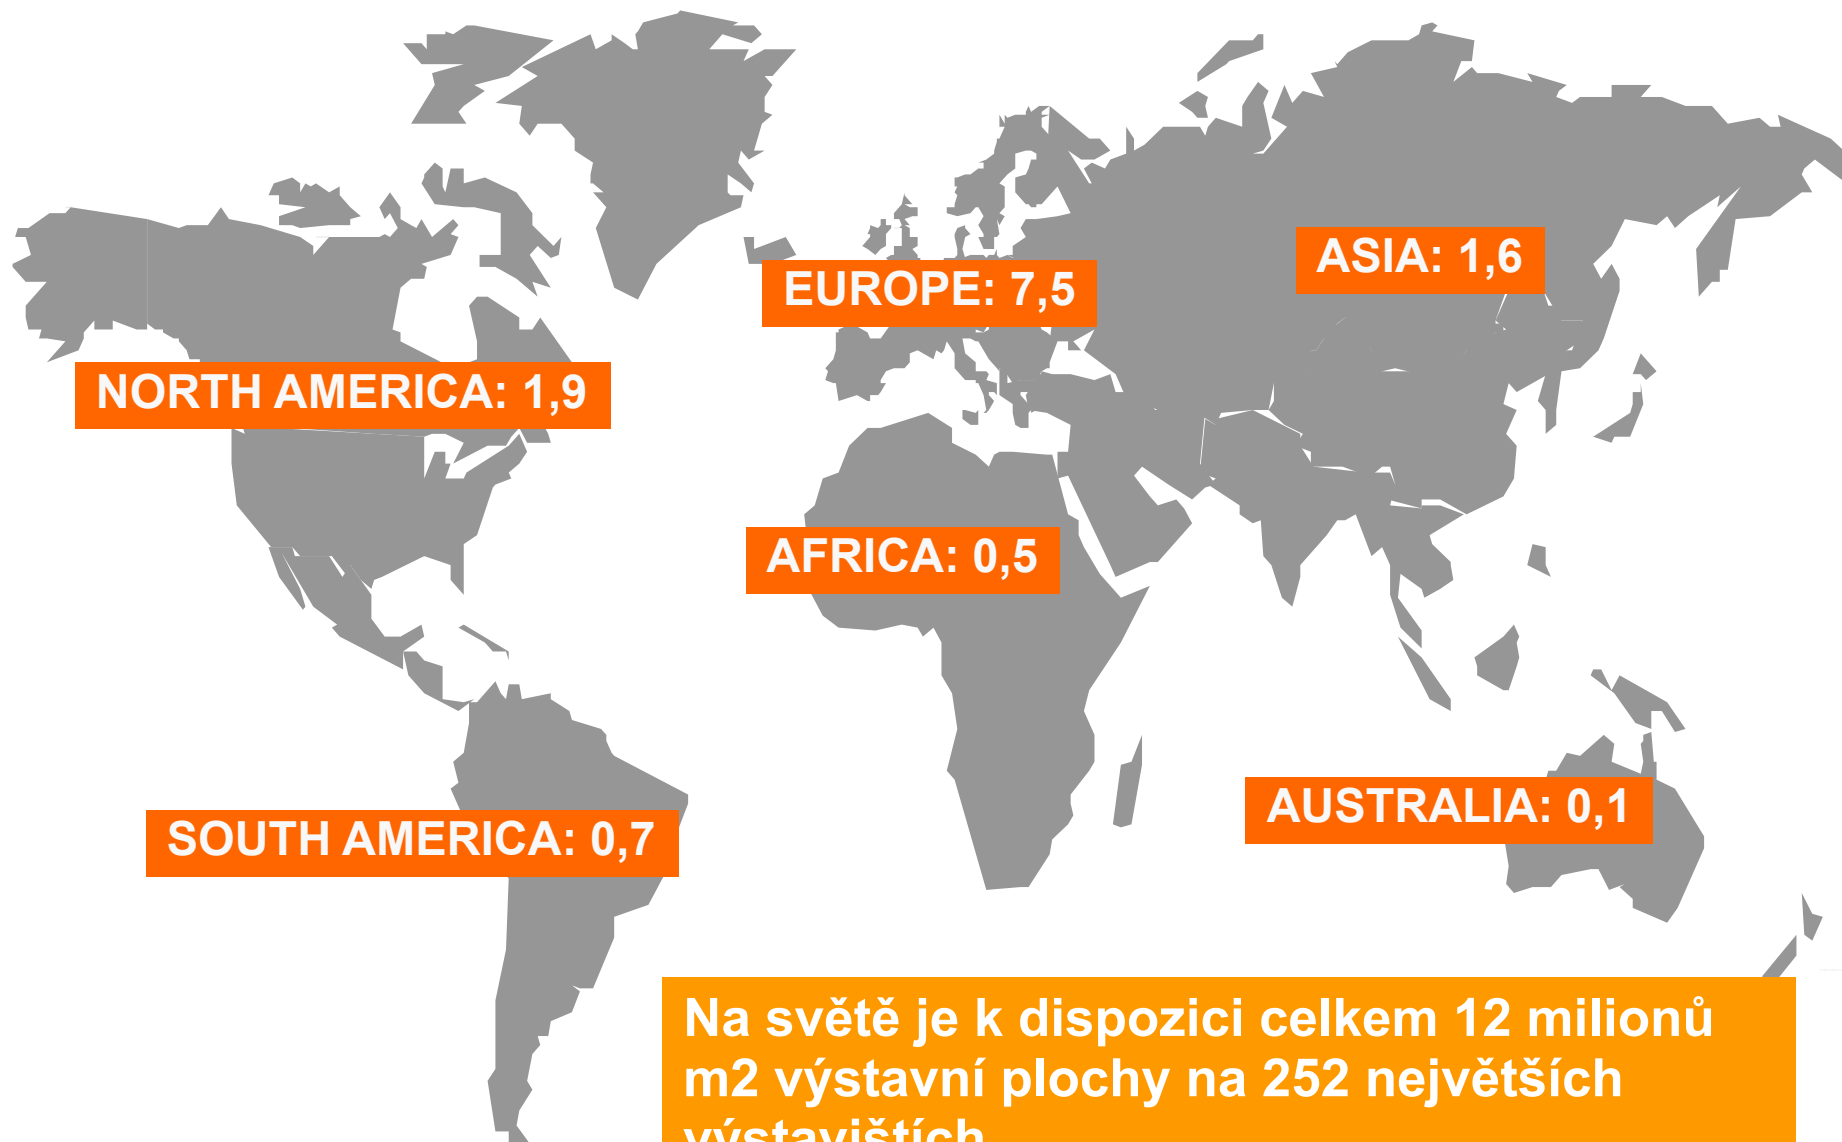 ASIA: 1,6
EUROPE: 7,5
NORTH AMERICA: 1,9
AFRICA: 0,5
AUSTRALIA: 0,1
SOUTH AMERICA: 0,7
Na světě je k dispozici celkem 12 milionů
m2 výstavní plochy na 252 největších
výstavištích